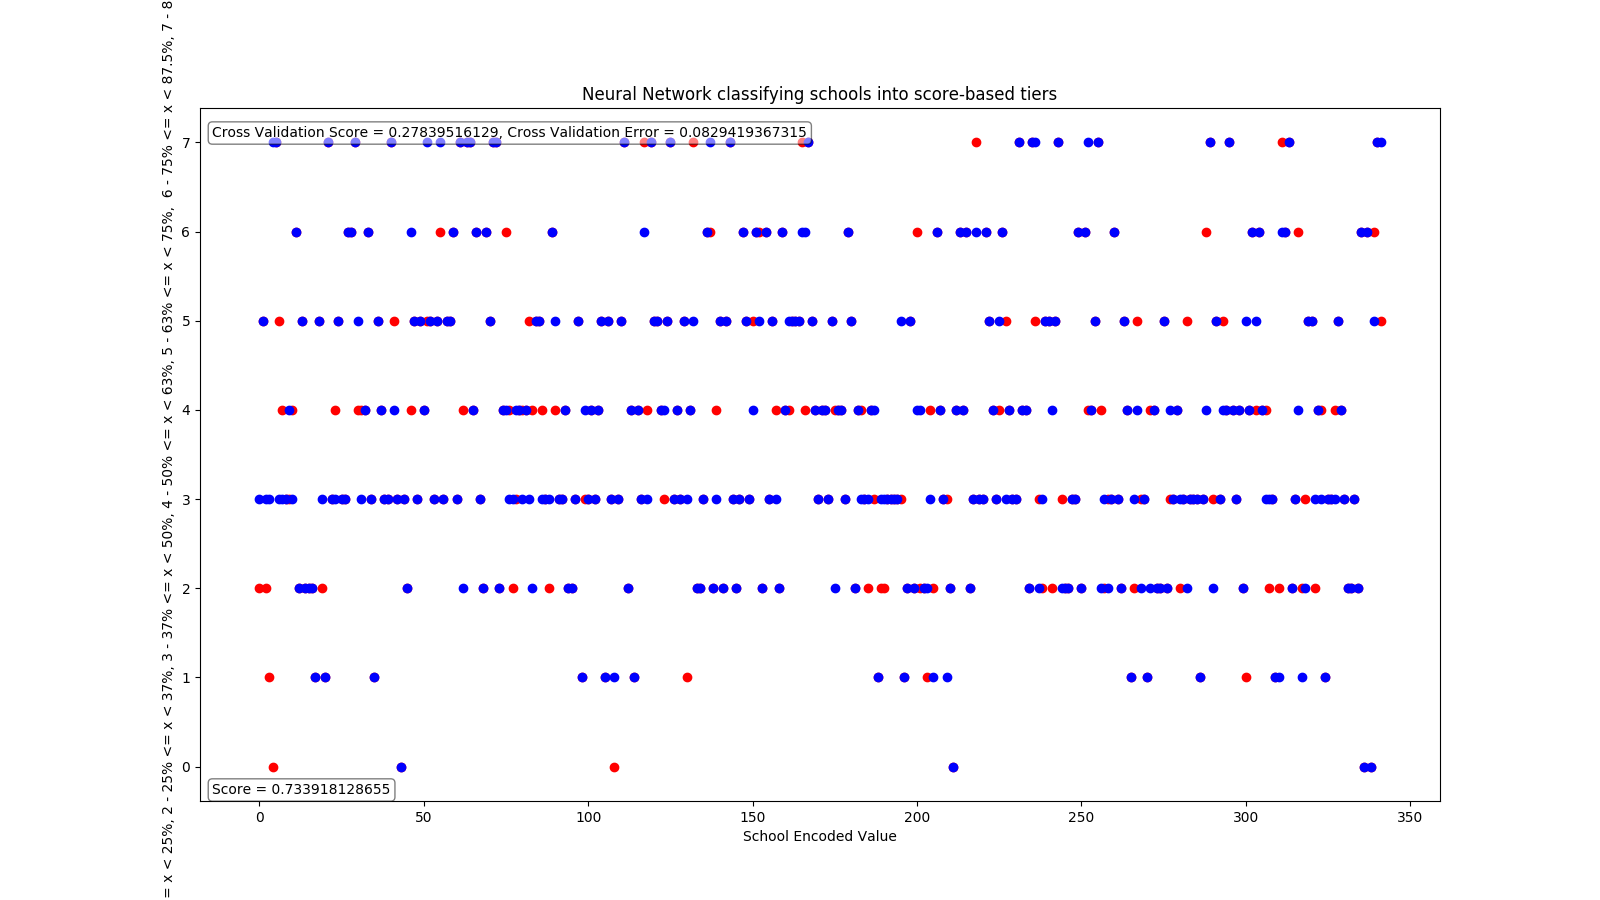 Neural Network classifying schools into score-based tiers
Cross Validation Score = 0.27839516129, Cross Validation Error = 0.0829419367315
= x < 25%, 2 - 25% <= x < 37%, 3 - 37% <= x < 50%, 4 - 50% <= x < 63%, 5 - 63% <= x < 75%, 6 - 75% <= x < 87.5%, 7 - 8
7
6
5
4
3
2
1
0
Score = 0.733918128655
0 50 100 150 200 250 300 350
School Encoded Value